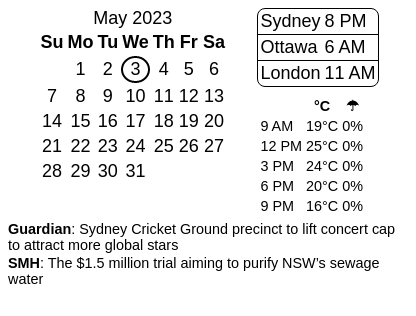 May 2023
Su Mo Tu We Th Fr Sa
1 2 3 4 5 6
7 8 9 10 11 12 13
14 15 16 17 18 19 20
21 22 23 24 25 26 27
28 29 30 31
Sydney 8 PM
Ottawa 6 AM
London 11 AM
°C ☂
9 AM 19°C 0%
12 PM 25°C 0%
3 PM 24°C 0%
6 PM 20°C 0%
9 PM 16°C 0%
Guardian: Sydney Cricket Ground precinct to lift concert cap
to attract more global stars
SMH: The $1.5 million trial aiming to purify NSW's sewage
water